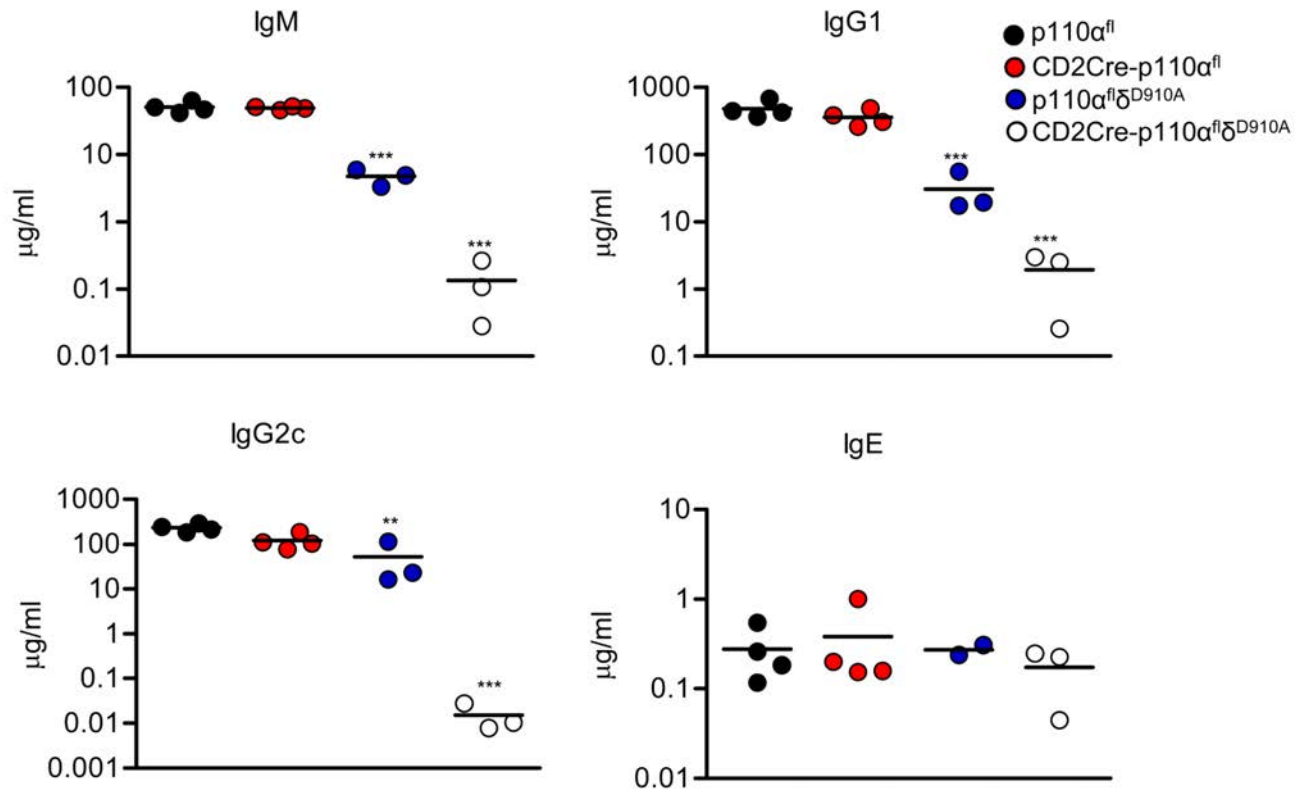 IgM
100
10
1
0.1
0.01
µg/ml
***
***
IgG1
1000
100
10
1
0.1
µg/ml
***
***
p110α^fl
CD2Cre-p110α^fl
p110α^flδ^D910A
CD2Cre-p110α^flδ^D910A
IgG2c
1000
100
10
1
0.1
0.01
0.001
µg/ml
**
***
IgE
10
1
0.1
0.01
µg/ml